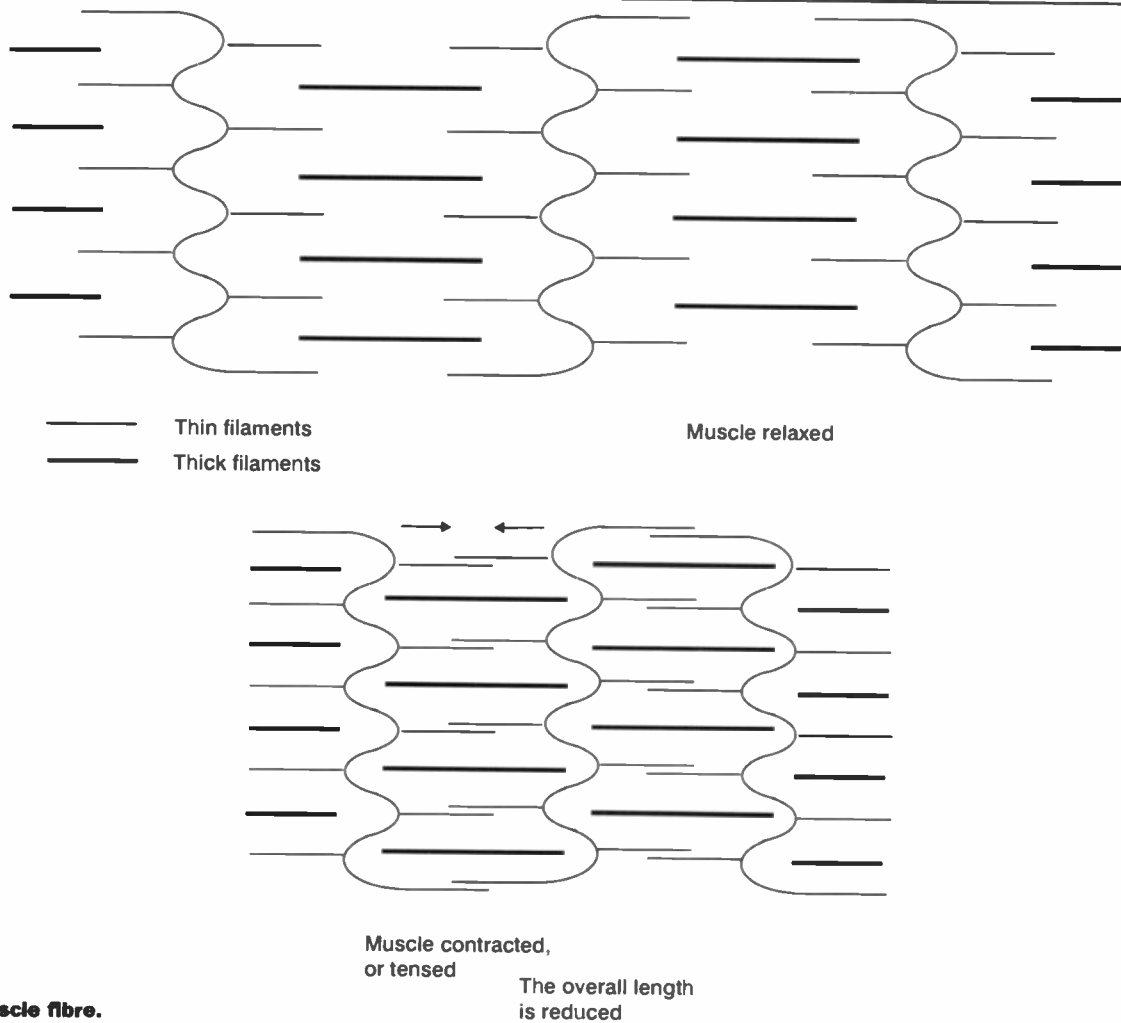 Thin filaments
Thick filaments
Muscle relaxed
Muscle contracted,
or tensed
The overall length
is reduced
scle fibre.